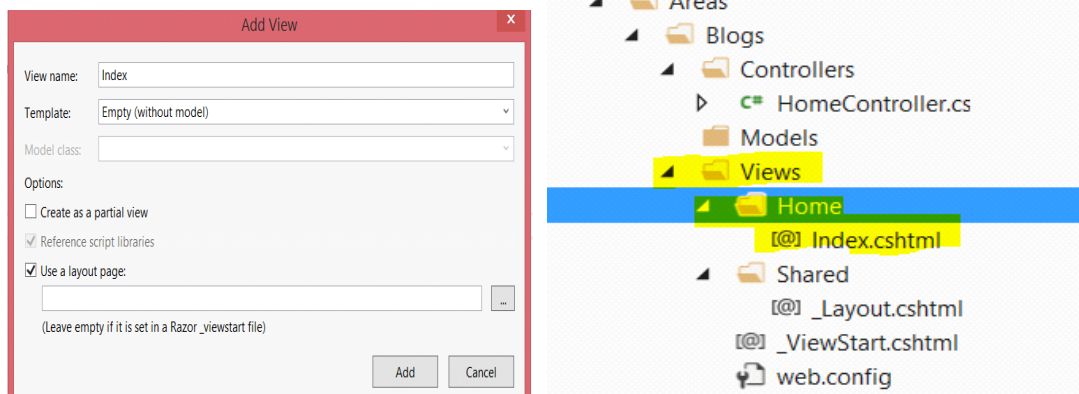 Add View
X
View name: Index
Template: Empty (without model)
Model class:
Options:
Create as a partial view
Reference script libraries
Use a layout page:
...
(Leave empty if it is set in a Razor _viewstart file)
Add Cancel
Areas
Blogs
Controllers
C# HomeController.cs
Models
Views
Home
[@] Index.cshtml
Shared
[@] _Layout.cshtml
[@] _ViewStart.cshtml
web.config